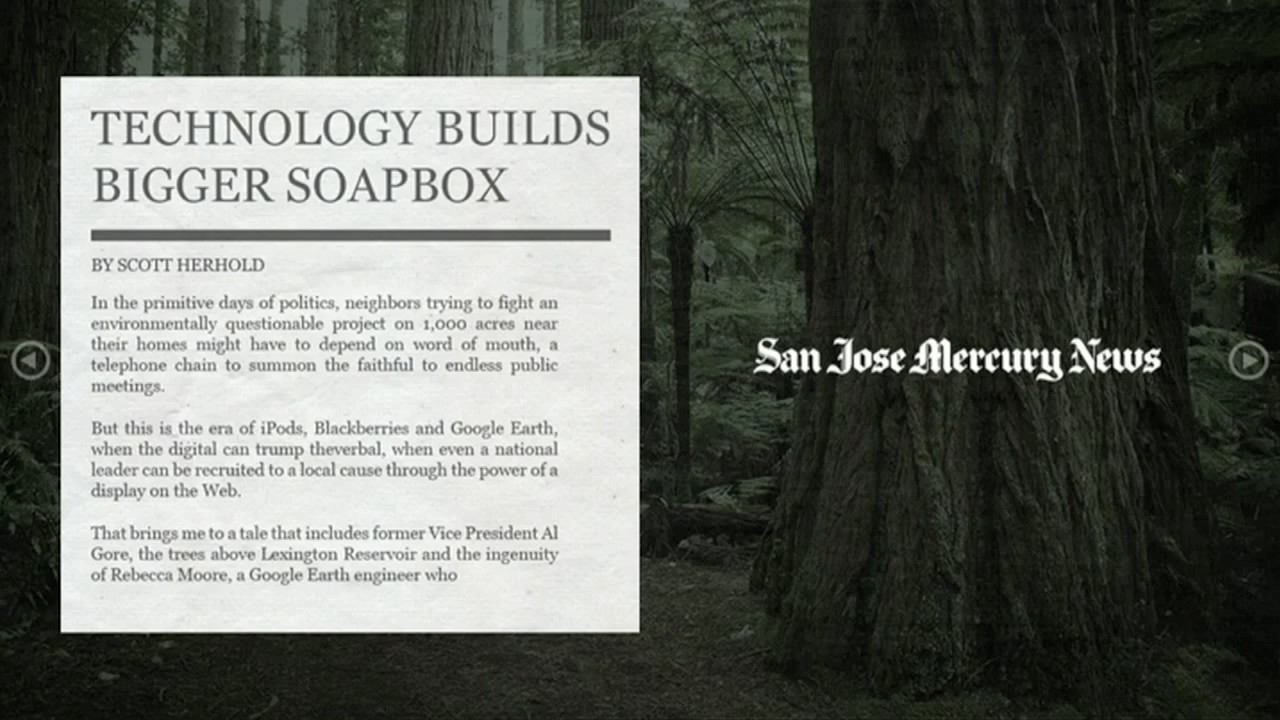 TECHNOLOGY BUILDS
BIGGER SOAPBOX
BY SCOTT HERHOLD
In the primitive days of politics, neighbors trying to fight an
environmentally questionable project on 1,000 acres near
their homes might have to depend on word of mouth, a
telephone chain to summon the faithful to endless public
meetings.
But this is the era of iPods, Blackberries and Google Earth,
when the digital can trump theverbal, when even a national
leader can be recruited to a local cause through the power of a
display on the Web.
That brings me to a tale that includes former Vice President Al
Gore, the trees above Lexington Reservoir and the ingenuity
of Rebecca Moore, a Google Earth engineer who
San Jose Mercury News